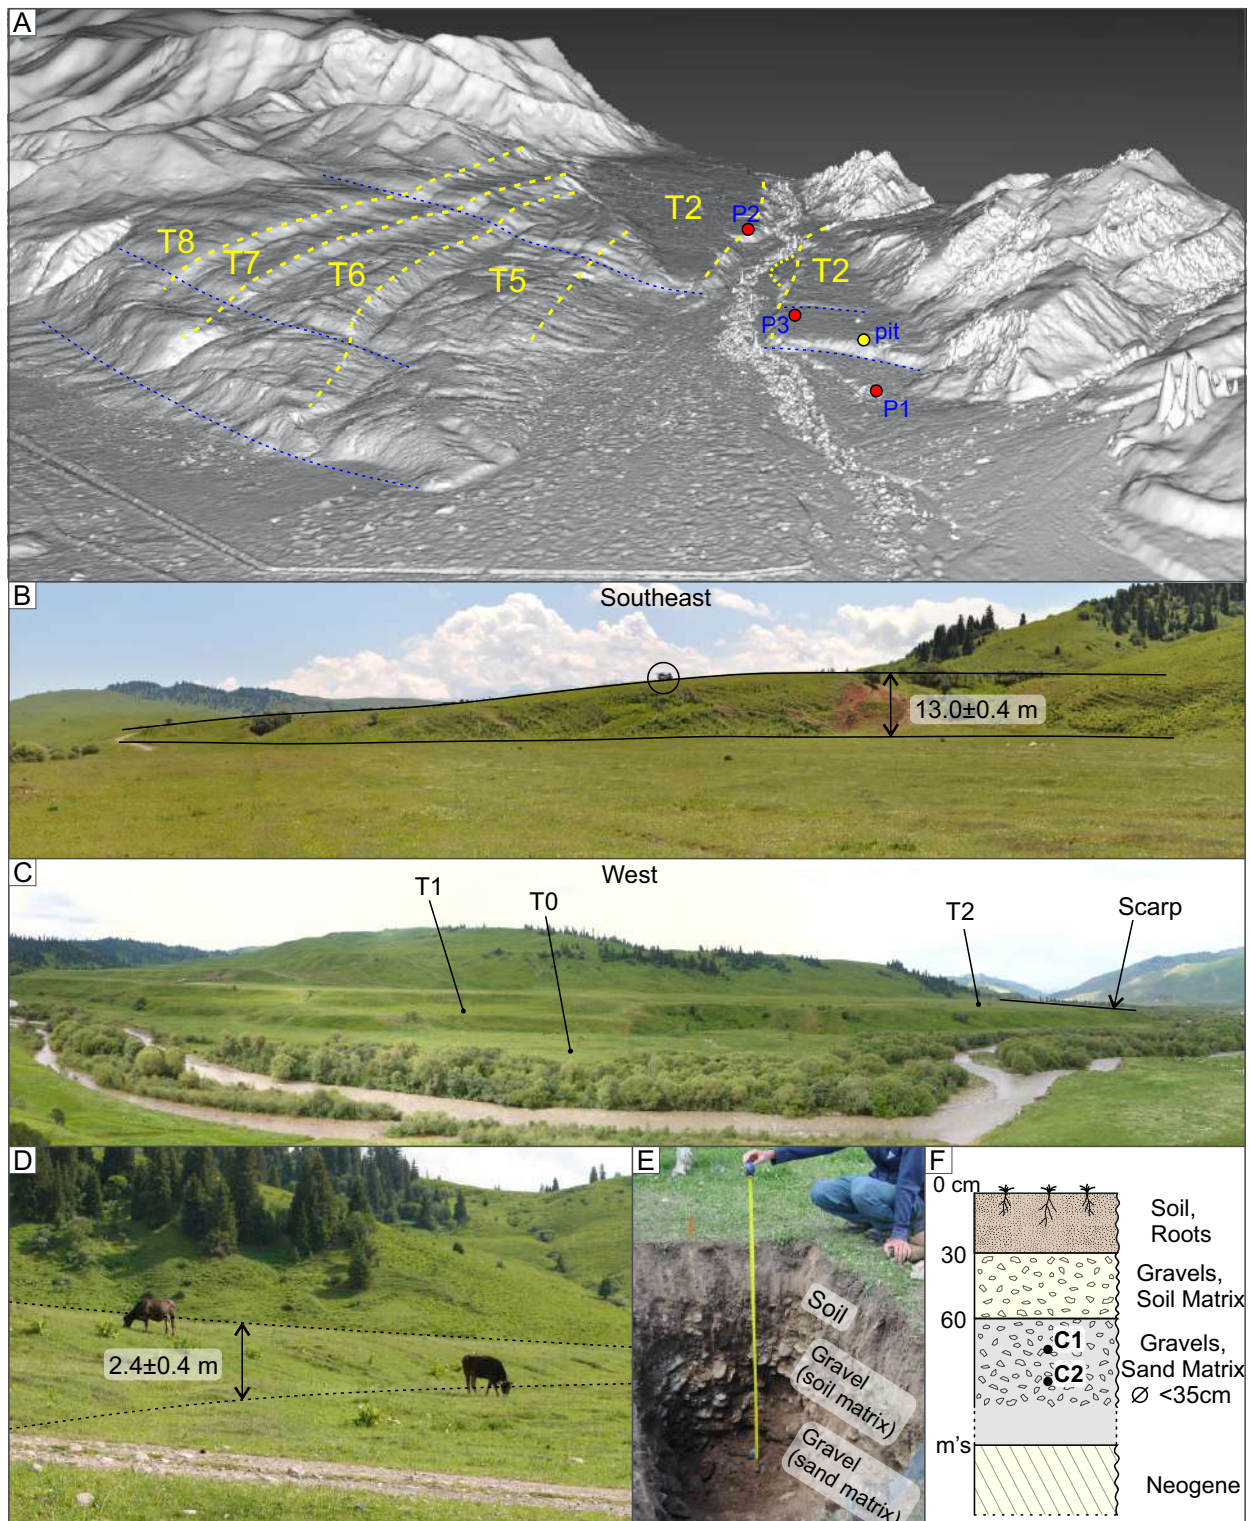 A
T8
T7
T6
T5
T2
P2
T2
P3
pit
P1
B
Southeast
13.0±0.4 m
C
West
T1
T0
T2
Scarp
D
2.4±0.4 m
E
Soil
Gravel
(soil matrix)
Gravel
(sand matrix)
F
0 cm
Soil,
Roots
30
Gravels,
Soil Matrix
60
C1
C2
Gravels,
Sand Matrix
∅ <35cm
m's
Neogene